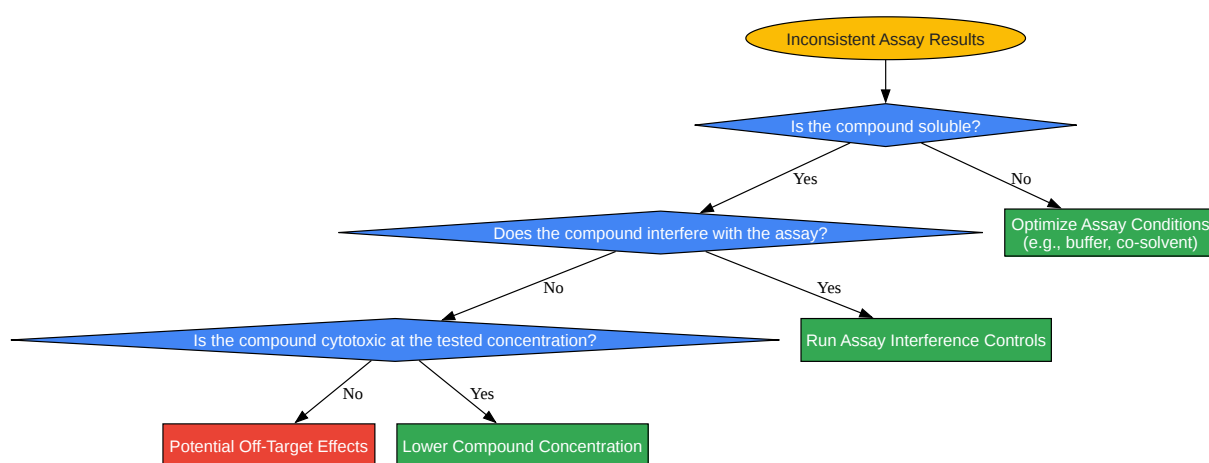 Inconsistent Assay Results
Is the compound soluble?
Yes
No
Does the compound interfere with the assay?
Optimize Assay Conditions
(e.g., buffer, co-solvent)
No
Yes
Is the compound cytotoxic at the tested concentration?
Run Assay Interference Controls
No
Yes
Potential Off-Target Effects
Lower Compound Concentration